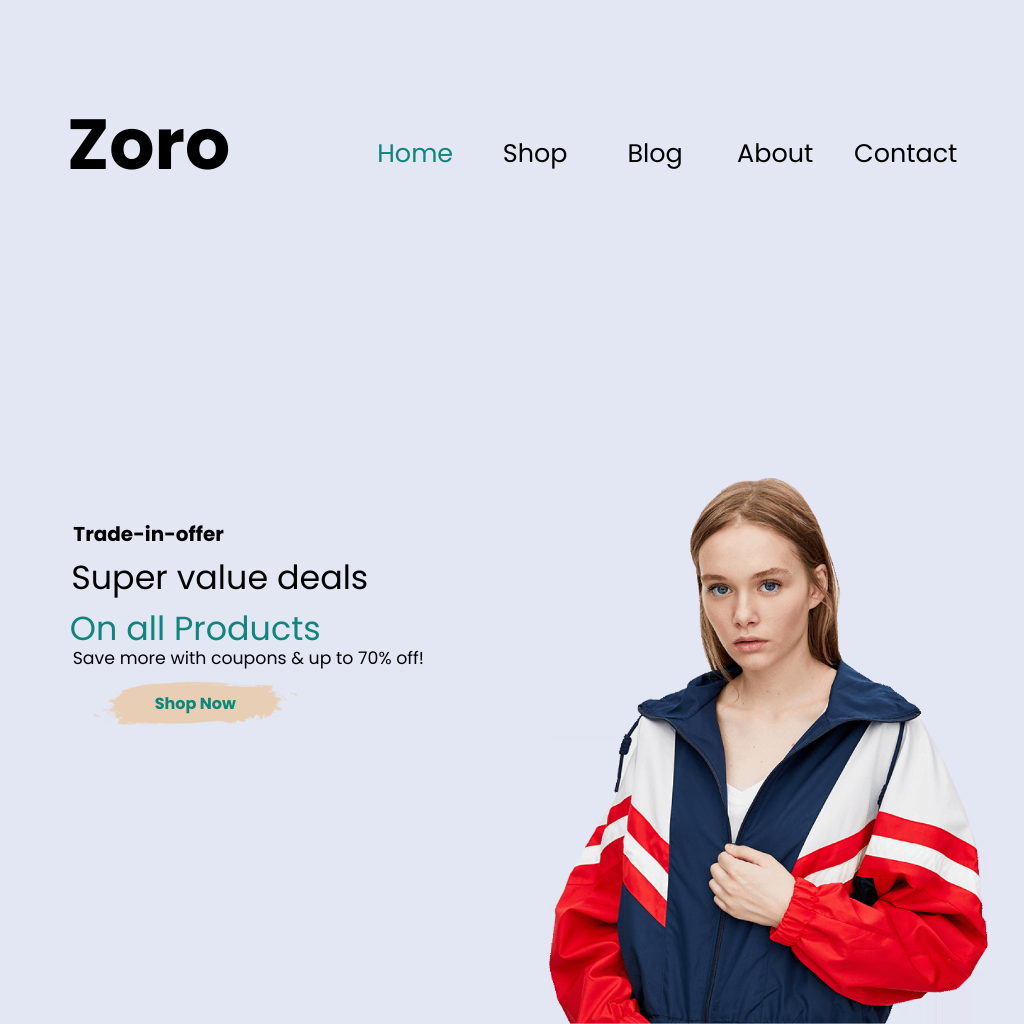 Zoro
Home Shop Blog About Contact
Trade-in-offer
Super value deals
On all Products
Save more with coupons & up to 70% off!
Shop Now